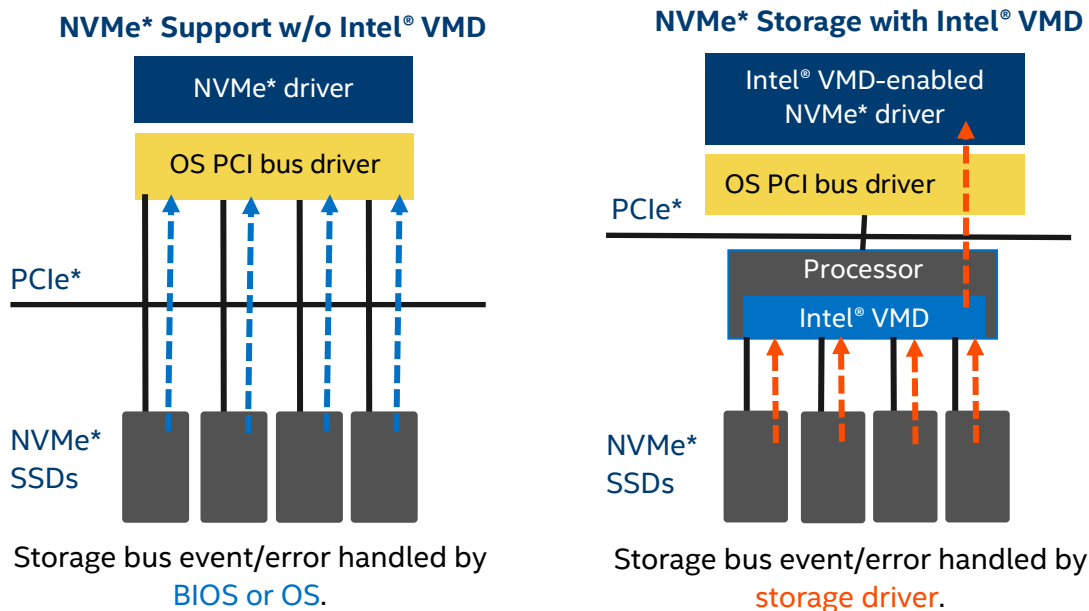 NVMe* Support w/o Intel® VMD
NVMe* driver
OS PCI bus driver
PCIe*
NVMe*
SSDs
Storage bus event/error handled by
BIOS or OS.
NVMe* Storage with Intel® VMD
Intel® VMD-enabled
NVMe* driver
OS PCI bus driver
PCIe*
Processor
Intel® VMD
NVMe*
SSDs
Storage bus event/error handled by
storage driver.